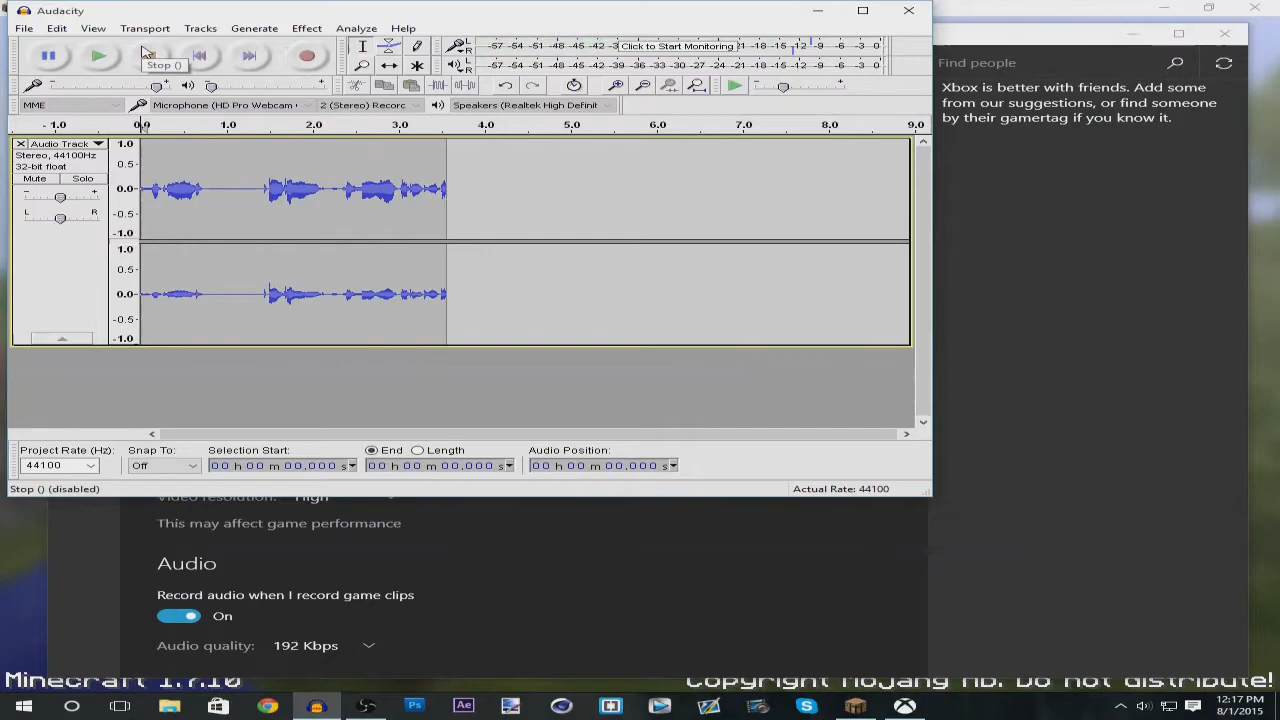 Audacity
File Edit View Transport Tracks Generate Effect Analyze Help
-57 -54 -51 -48 -45 -42 Click to Start Monitoring -21 -18 -15 -12 -9 -6 -3 0
Stop ()
-57 -54 -51 -48 -45 -42 -39 -36 -33 -30 -27 -24 -21 -18 -15 -12 -9 -6 -3 0
MME Microphone (HD Pro Webcam 2 (Stereo) Recorc Speakers (Realtek High Definit
-1.0 0.0 1.0 2.0 3.0 4.0 5.0 6.0 7.0 8.0 9.0
Audio Track
Stereo, 44100Hz
32-bit float
Mute Solo
- +
L R
1.0
0.5
0.0
-0.5
-1.0
1.0
0.5
0.0
-0.5
-1.0
Project Rate (Hz): Snap To: Selection Start: End Length Audio Position:
44100 Off 00 h 00 m 00,000 s 00 h 00 m 00,000 s 00 h 00 m 00,000 s
Stop () (disabled) Actual Rate: 44100
Find people
Xbox is better with friends. Add some
from our suggestions, or find someone
by their gamertag if you know it.
Video resolution: High
This may affect game performance
Audio
Record audio when I record game clips
On
Audio quality: 192 Kbps
Minecraft 1.7.10 Copyright Mojang AB. Do not distribute!
Ps Ae
12:17 PM
8/1/2015